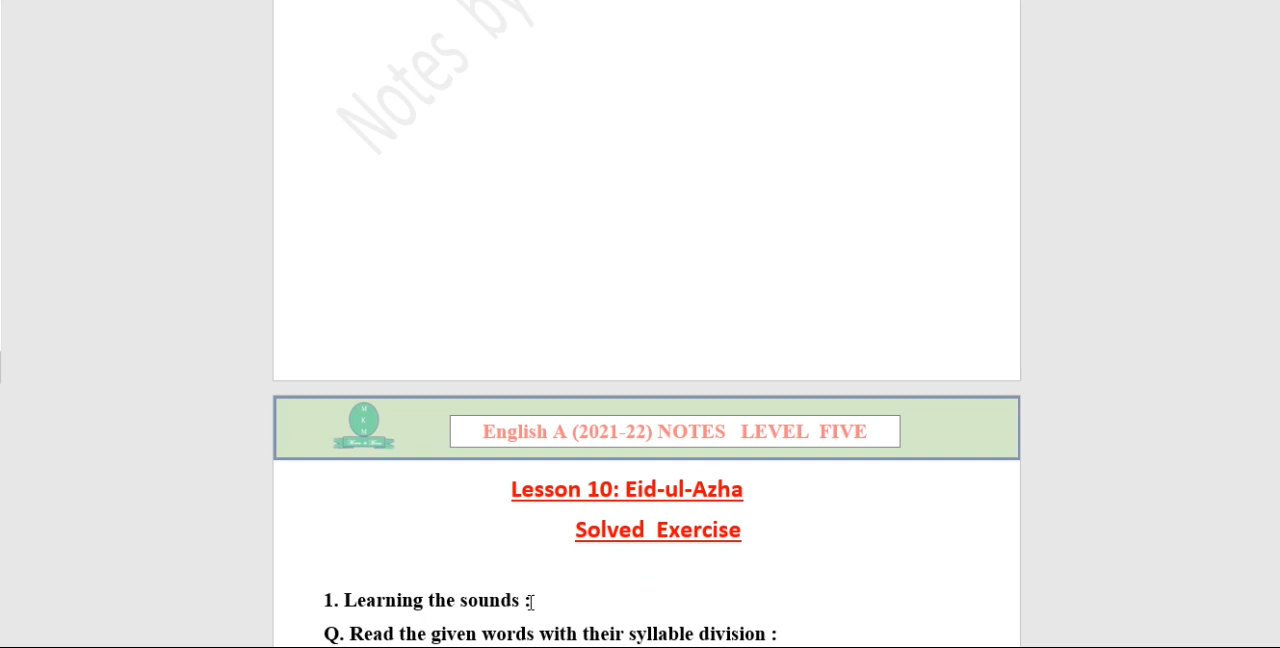 Notes by
M
K
M
English A (2021-22) NOTES LEVEL FIVE
Lesson 10: Eid-ul-Azha
Solved Exercise
1. Learning the sounds :
Q. Read the given words with their syllable division :